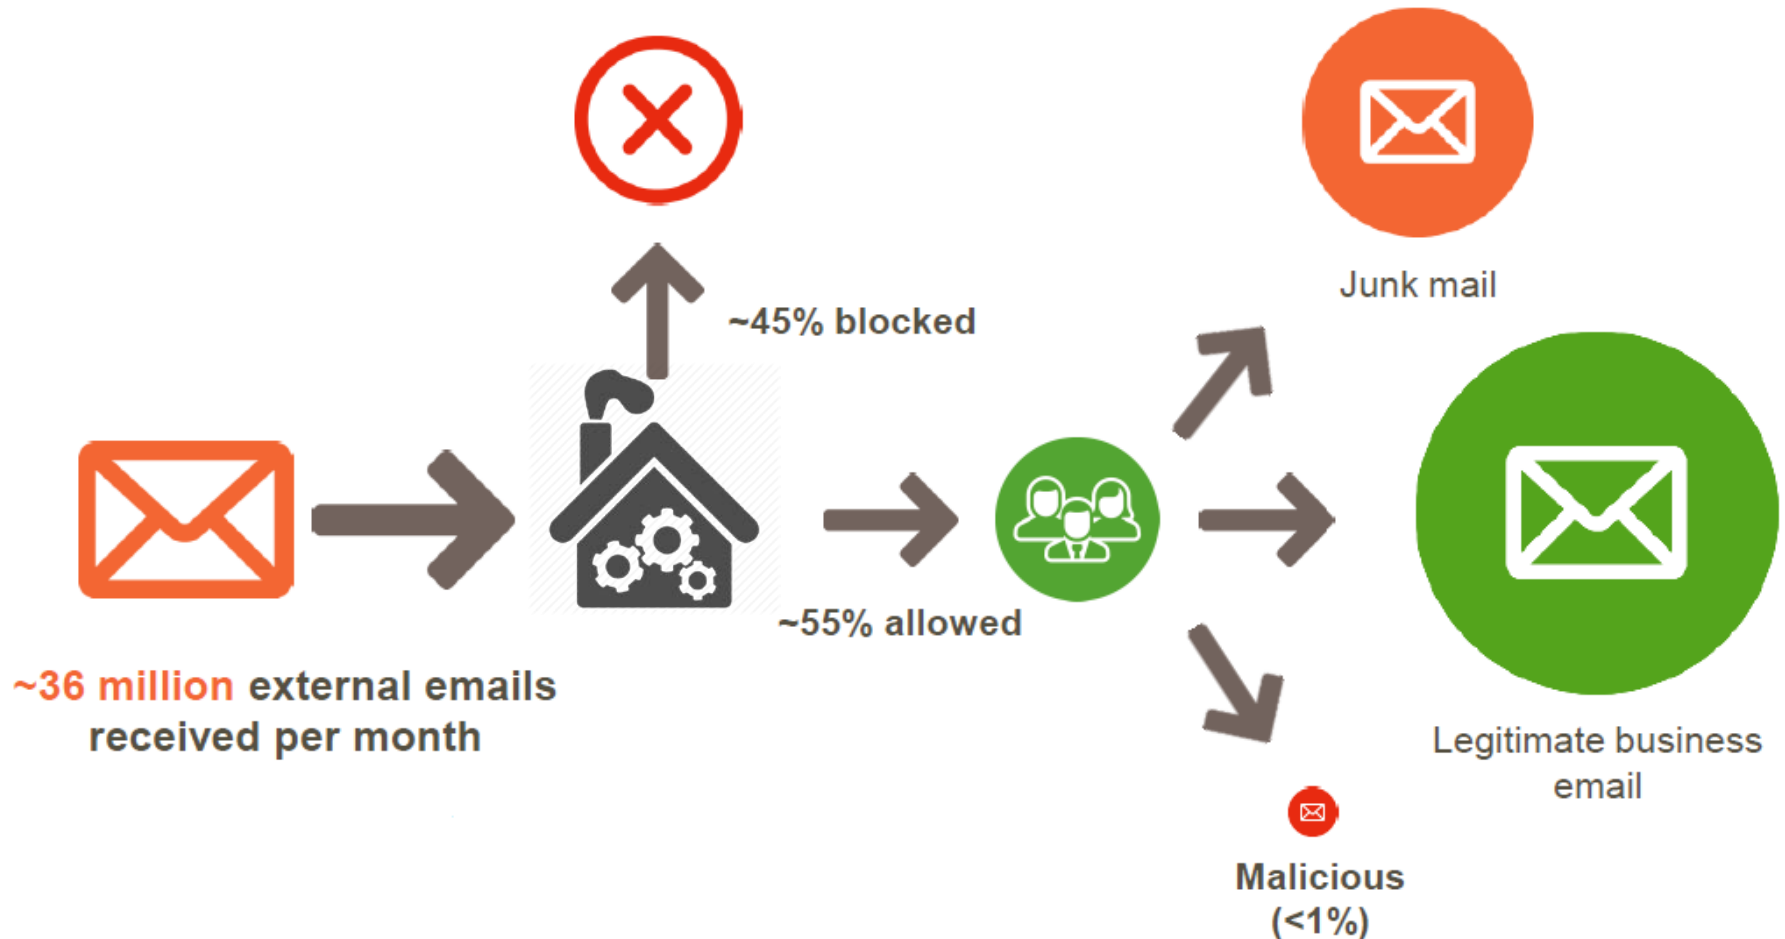 Junk mail
~45% blocked
~55% allowed
~36 million external emails
received per month
Legitimate business
email
Malicious
(<1%)